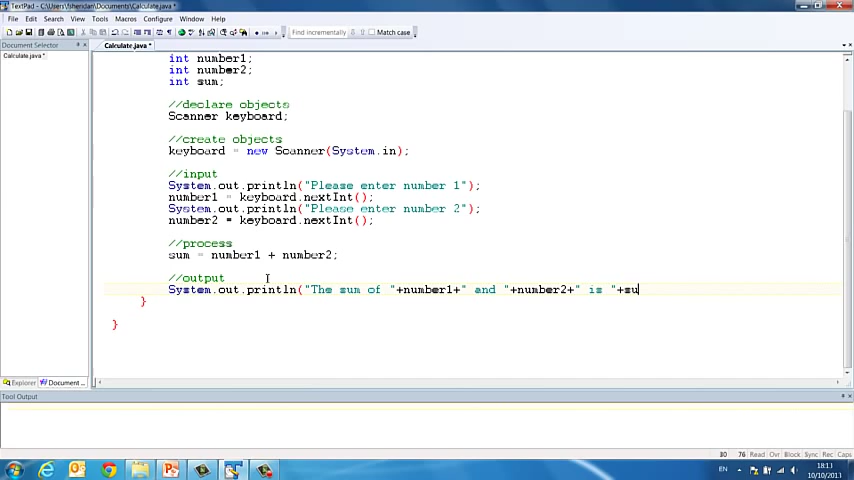 TextPad - C:\Users\fsheridan\Documents\Calculate.java *
File Edit Search View Tools Macros Configure Window Help
Find incrementally Match case
Document Selector
Calculate.java *
Calculate.java *
int number1;
int number2;
int sum;
//declare objects
Scanner keyboard;
//create objects
keyboard = new Scanner(System.in);
//input
System.out.println("Please enter number 1");
number1 = keyboard.nextInt();
System.out.println("Please enter number 2");
number2 = keyboard.nextInt();
//process
sum = number1 + number2;
//output
System.out.println("The sum of "+number1+" and "+number2+" is "+su
}
}
Explorer Document ...
Tool Output
30 76 Read Ovr Block Sync Rec Caps
EN 18:13
10/10/2013